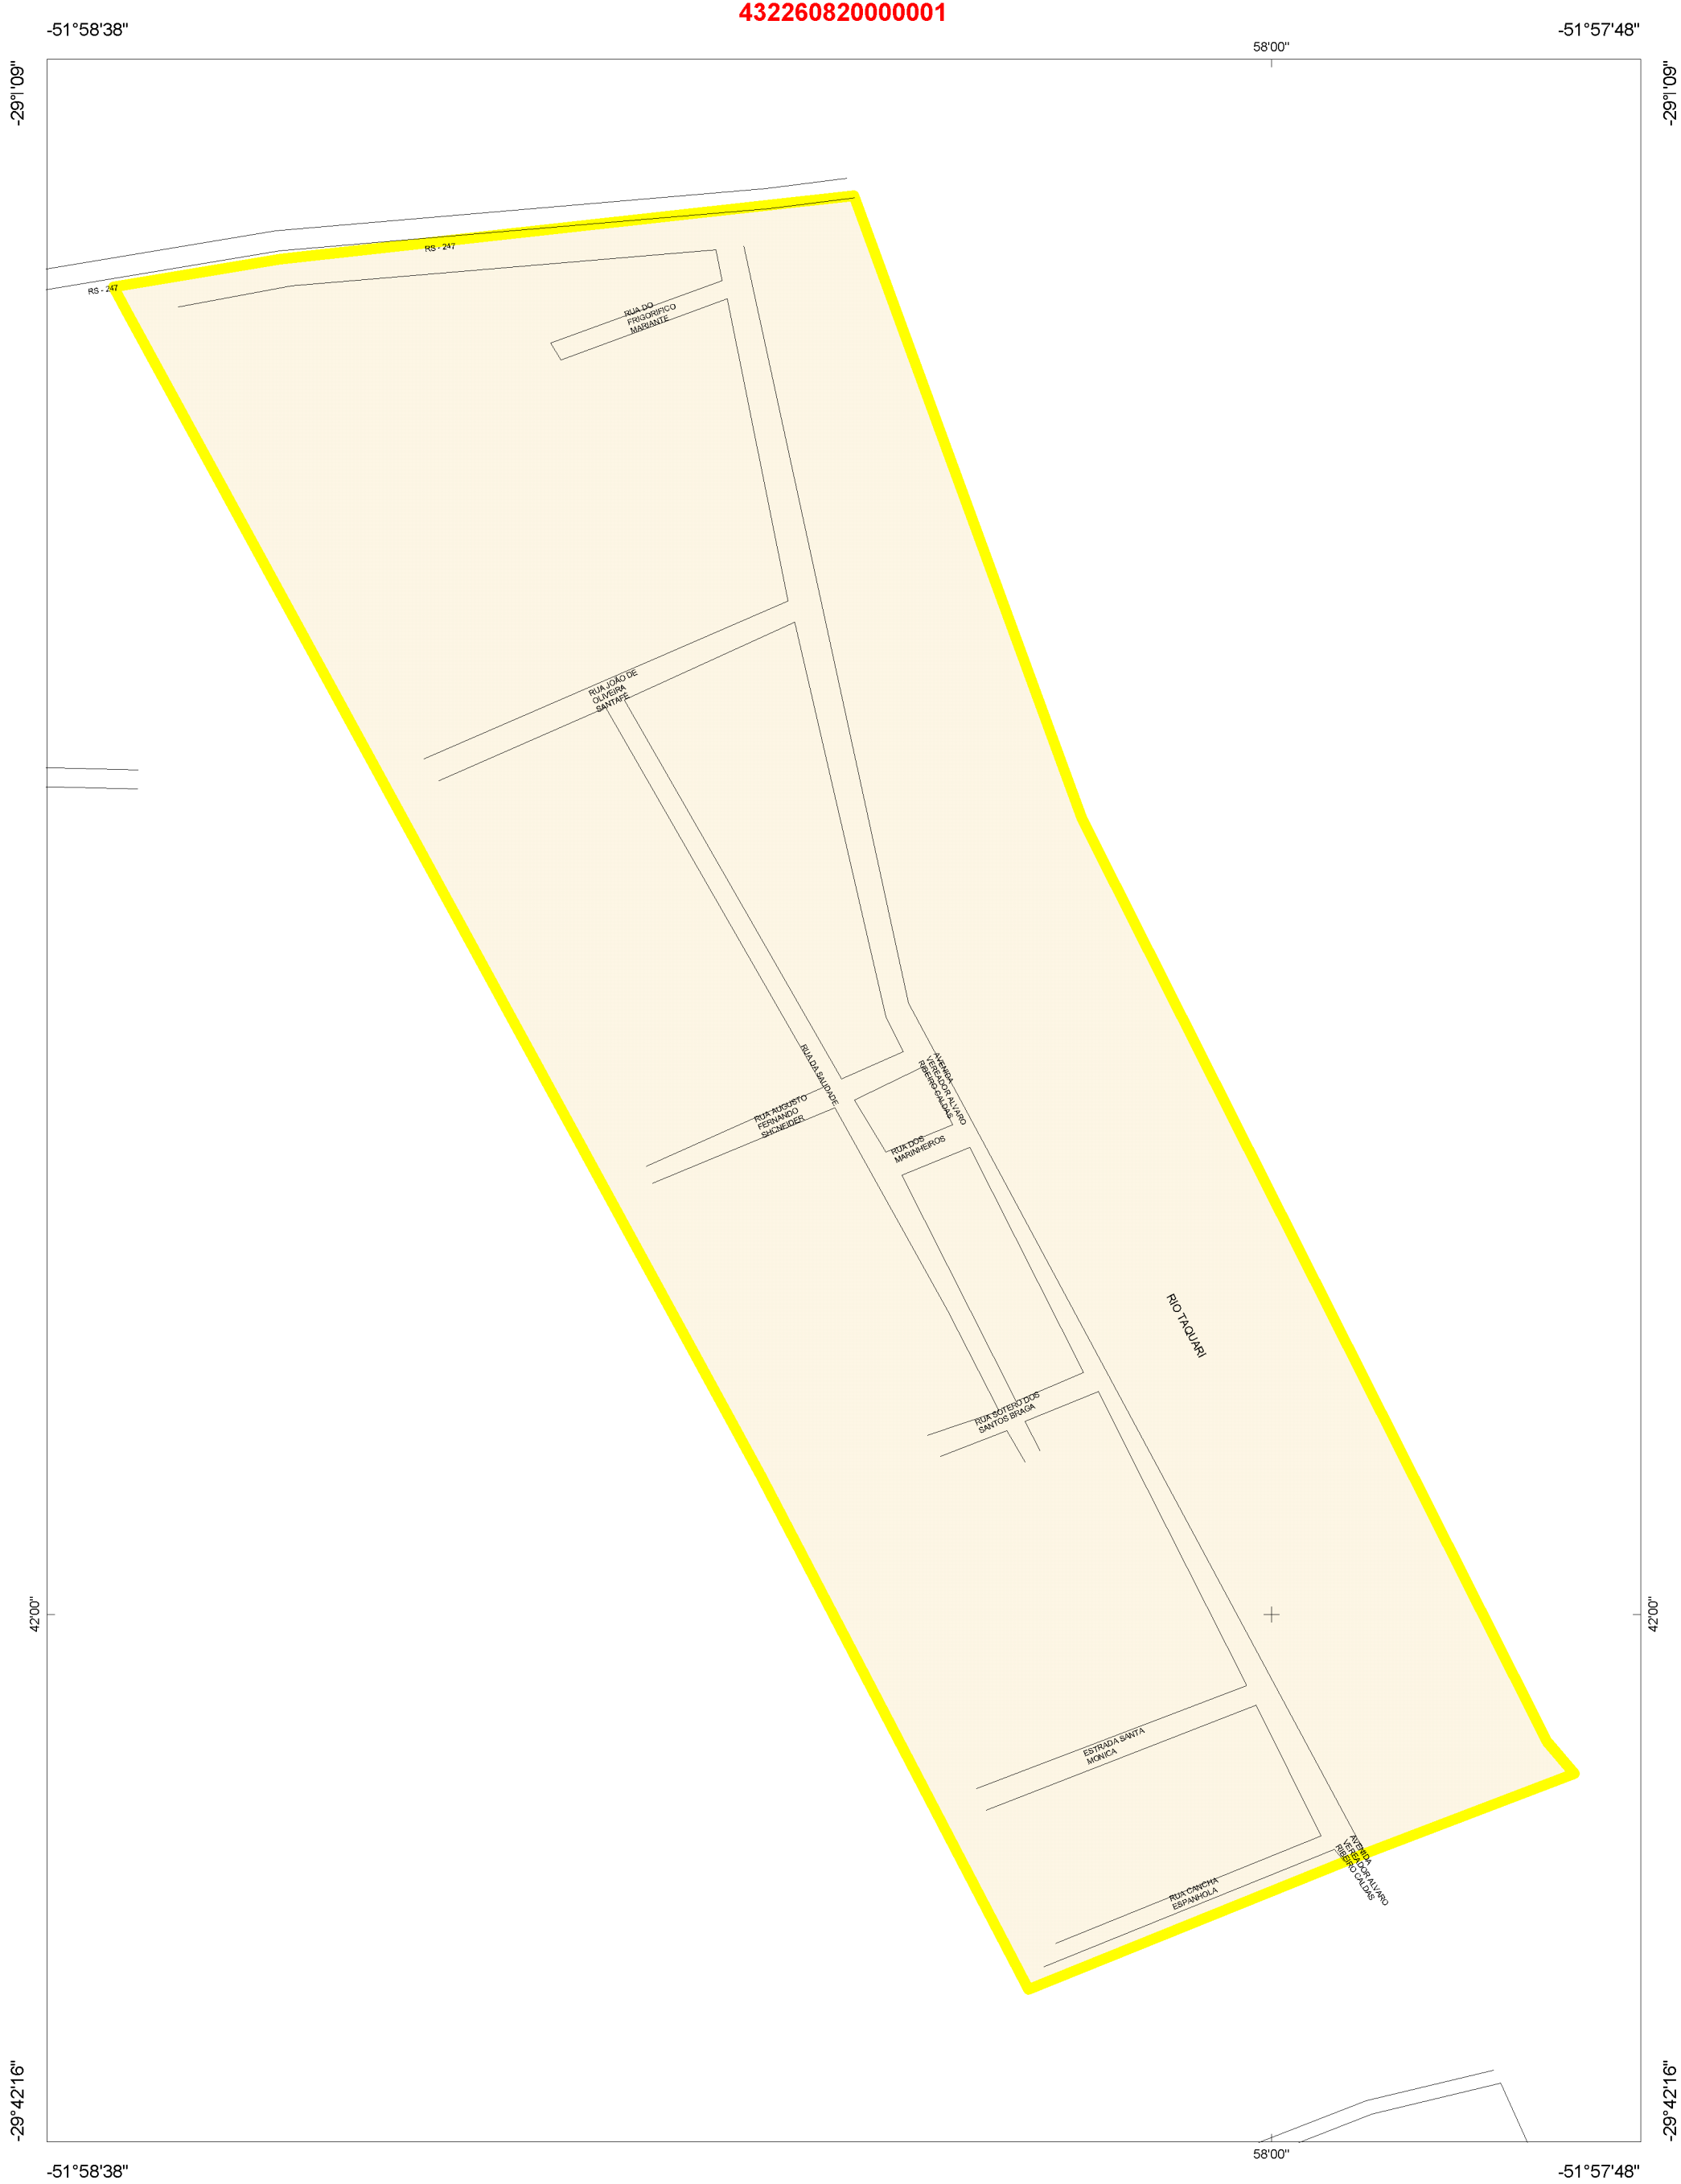 432260820000001
-51°58'38"
-51°57'48"
58'00"
-29°I'09"
-29°I'09"
RS - 247
RS - 247
RUA DO
FRIGORIFICO
MARIANTE
RUA JOÃO DE
OLIVEIRA
SANTAFÉ
RUA DA SAUDADE
AVENIDA
VEREADOR ALVARO
RIBEIRO CALDAS
RUA AUGUSTO
FERNANDO
SHCNEIDER
RUA DOS
MARINHEIROS
RIO TAQUARI
RUA SOTERO DOS
SANTOS BRAGA
42'00"
42'00"
ESTRADA SANTA
MONICA
AVENIDA
VEREADOR ALVARO
RIBEIRO CALDAS
RUA CANCHA
ESPANHOLA
-29°42'16"
-29°42'16"
58'00"
-51°58'38"
-51°57'48"